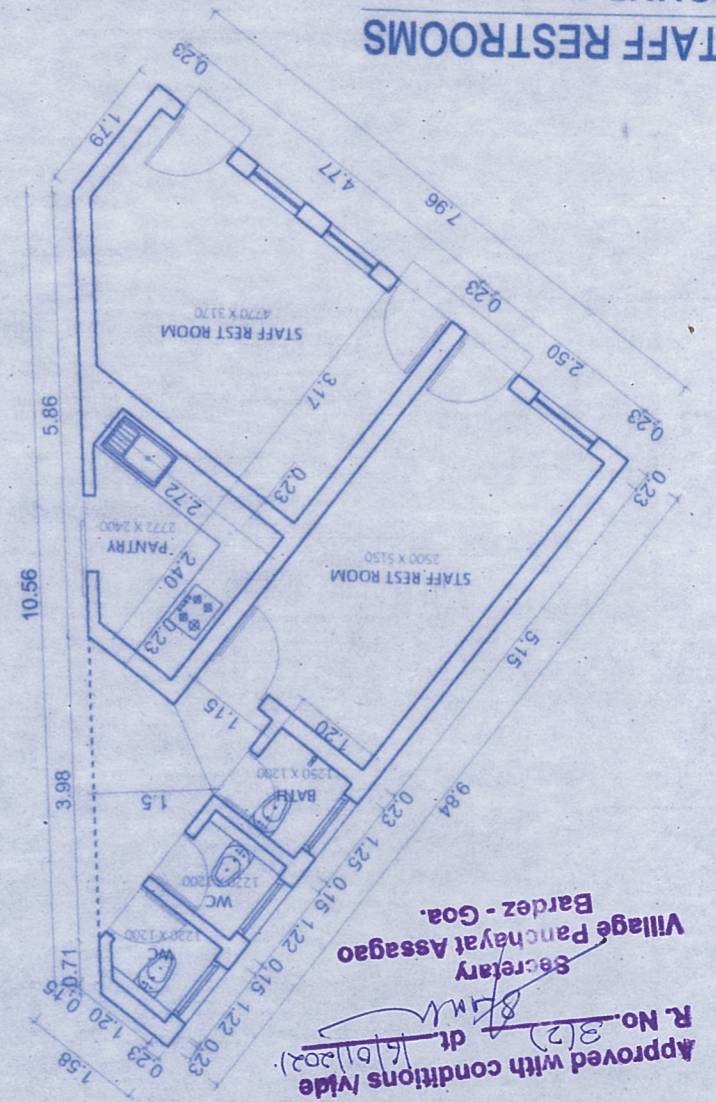 TAFF RESTROOMS
0,23
4.77
7.96
1.79
0,23
2.50
0,23
0,23
STAFF REST ROOM
4770 X 3170
3.17
0.23
5.86
10.56
3.98
2.72
PANTRY
2772 X 2400
2.40
0.23
STAFF REST ROOM
2500 X 5150
5.15
9.84
1.15
1.20
BATH
1250 X 1200
1.5
WC
1220 X 1200
WC
1220 X 1200
0,23 1.25 0,15 1.22 0,15 1.22 0,23
0.71
0,15
1.20
0,23
1.58
Approved with conditions /vide
R. No. 3(2) dt. 16/01/2021
Secretary
Village Panchayat Assagao
Bardez - Goa.